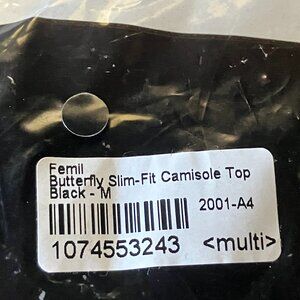 Femil
Butterfly Slim-Fit Camisole Top
Black - M
2001-A4
1074553243 <multi>